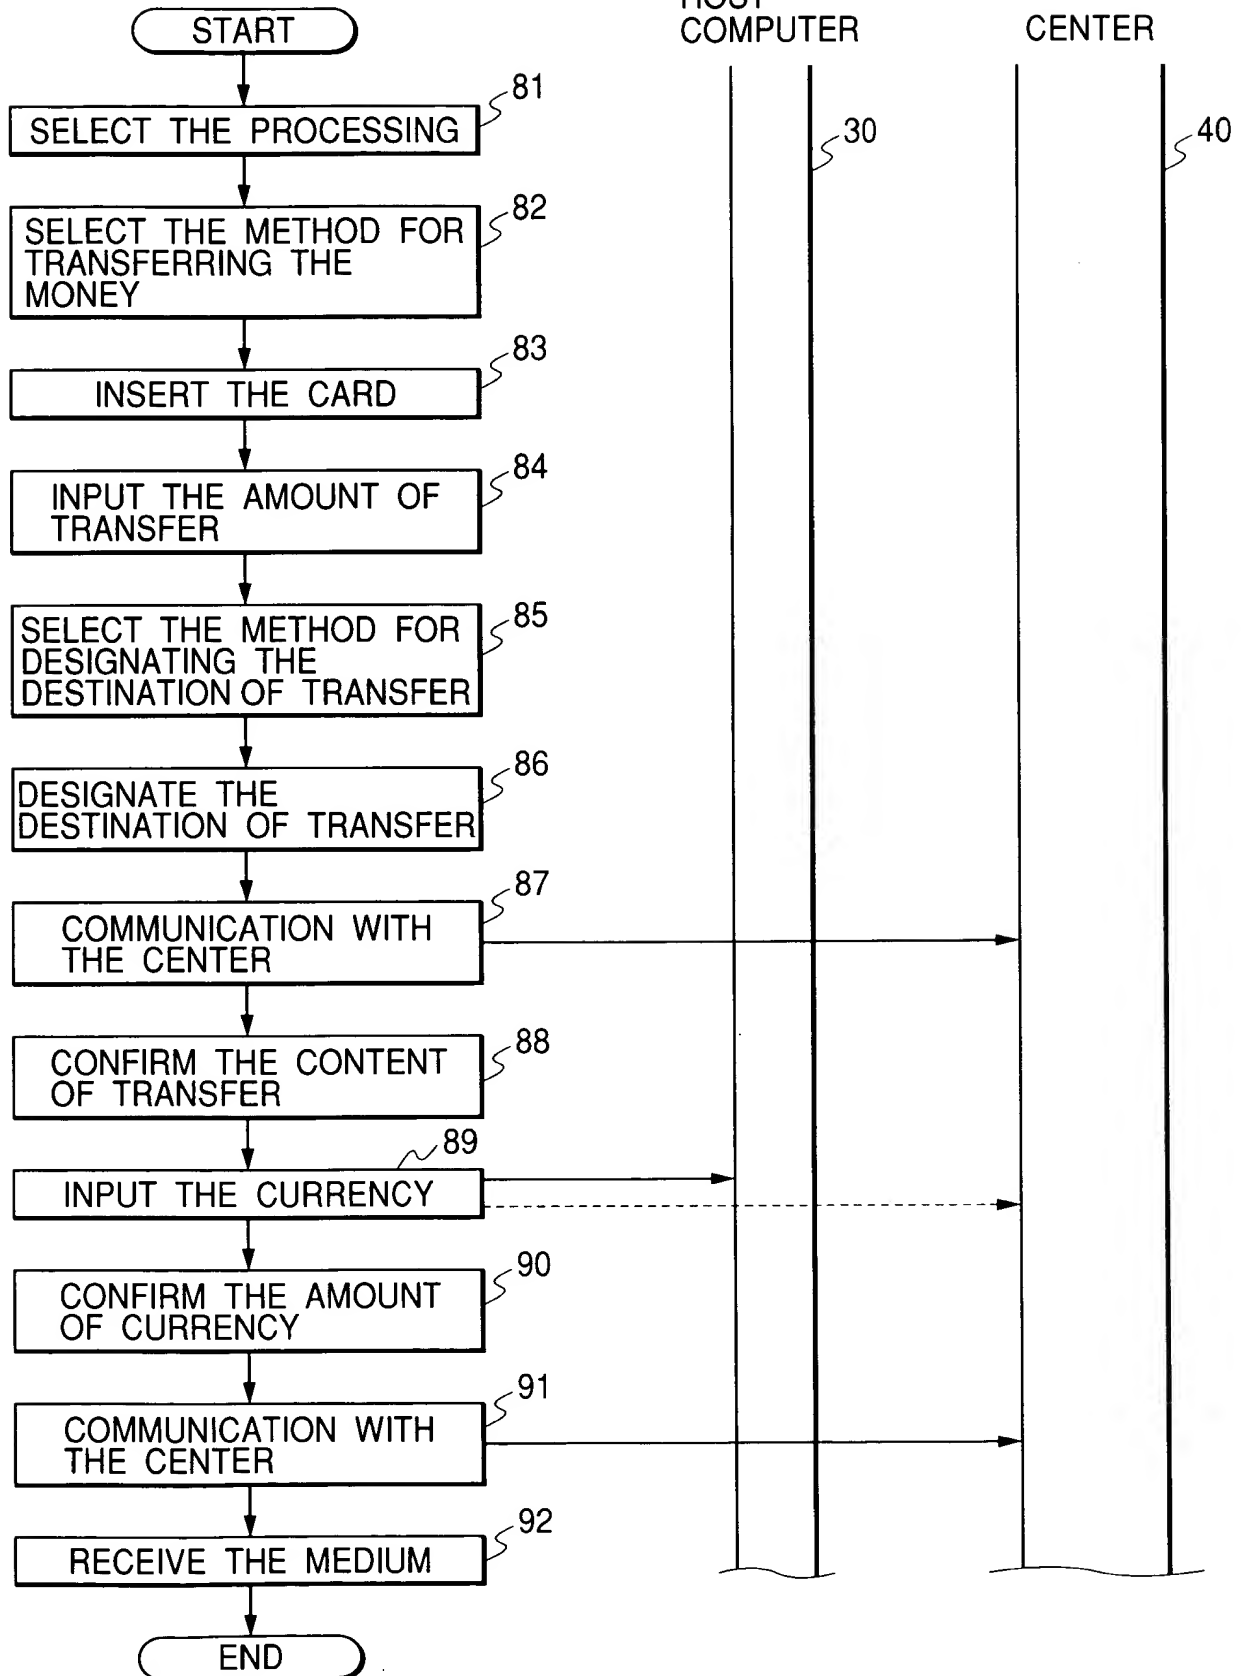 HOST
COMPUTER
CENTER
START
81
SELECT THE PROCESSING
30
40
82
SELECT THE METHOD FOR
TRANSFERRING THE
MONEY
83
INSERT THE CARD
84
INPUT THE AMOUNT OF
TRANSFER
85
SELECT THE METHOD FOR
DESIGNATING THE
DESTINATION OF TRANSFER
86
DESIGNATE THE
DESTINATION OF TRANSFER
87
COMMUNICATION WITH
THE CENTER
88
CONFIRM THE CONTENT
OF TRANSFER
89
INPUT THE CURRENCY
90
CONFIRM THE AMOUNT
OF CURRENCY
91
COMMUNICATION WITH
THE CENTER
92
RECEIVE THE MEDIUM
END